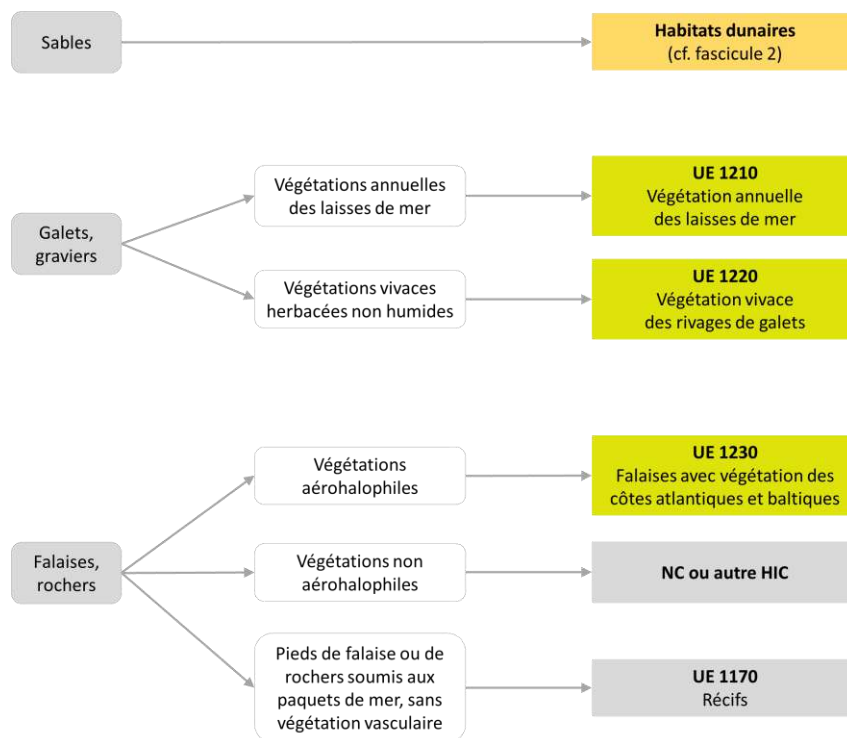 Sables
Habitats dunaires
(cf. fascicule 2)
Végétations annuelles
des laisses de mer
UE 1210
Végétation annuelle
des laisses de mer
Galets,
graviers
Végétations vivaces
herbacées non humides
UE 1220
Végétation vivace
des rivages de galets
Végétations
aérohalophiles
UE 1230
Falaises avec végétation des
côtes atlantiques et baltiques
Falaises,
rochers
Végétations non
aérohalophiles
NC ou autre HIC
Pieds de falaise ou de
rochers soumis aux
paquets de mer, sans
végétation vasculaire
UE 1170
Récifs